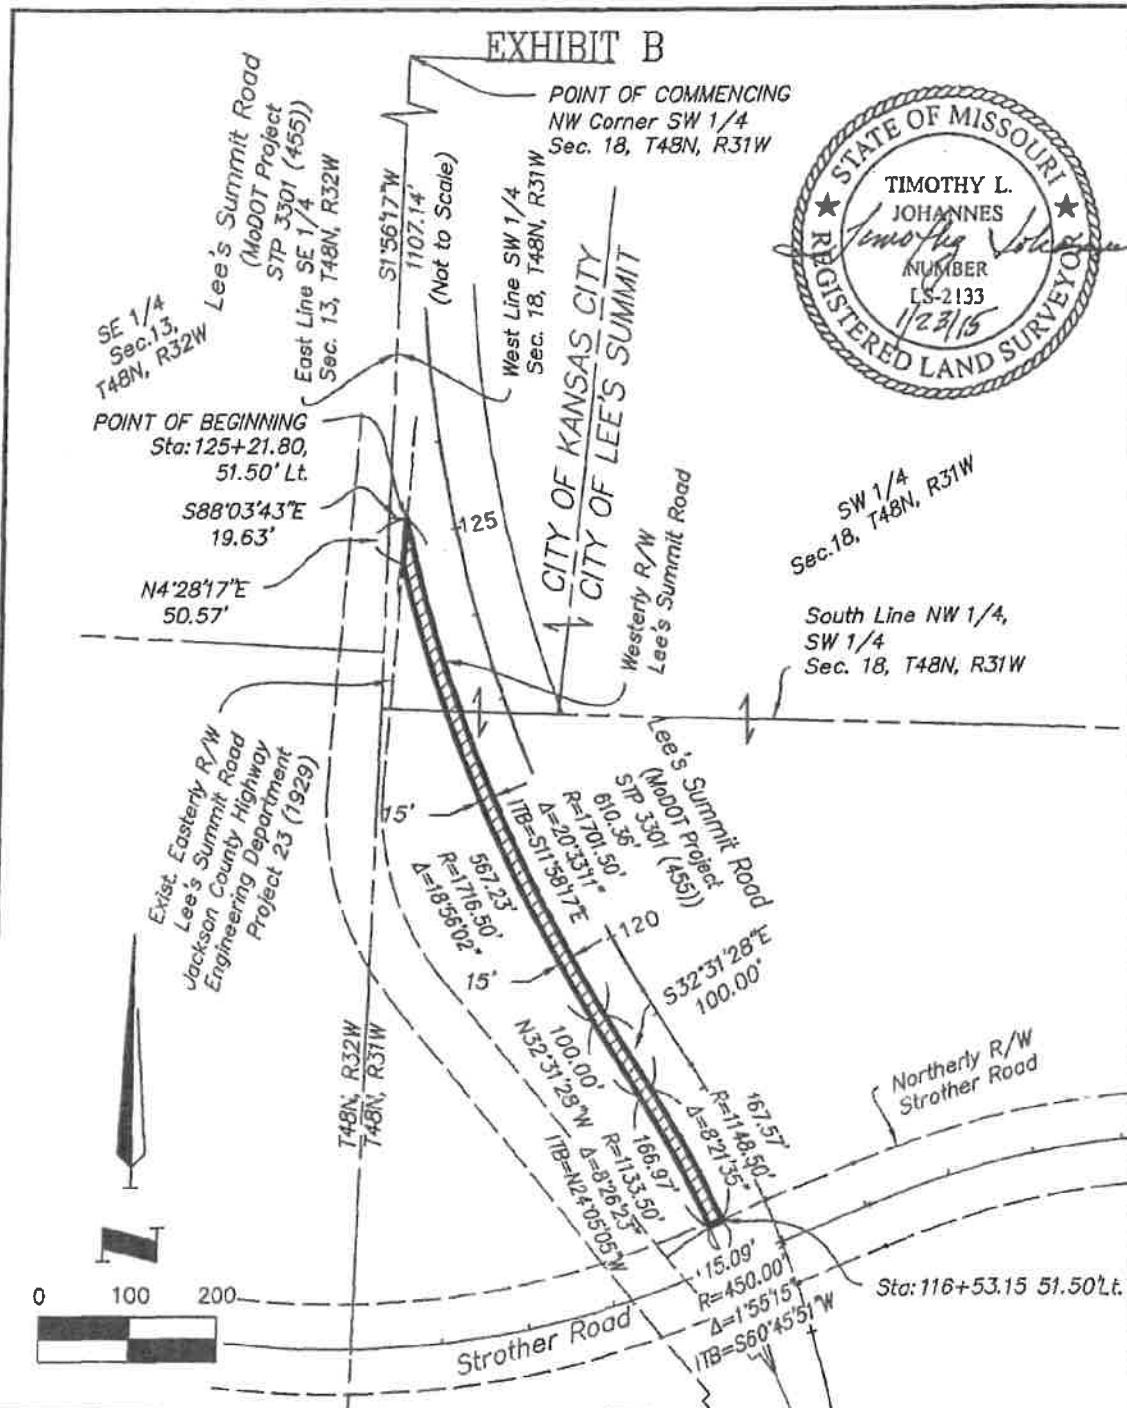 EXHIBIT B
POINT OF COMMENCING
NW Corner SW 1/4
Sec. 18, T48N, R31W
STATE OF MISSOURI
TIMOTHY L.
JOHANNES
Timothy Johannes
NUMBER
LS-2133
1/23/15
REGISTERED LAND SURVEYOR
Lee's Summit Road
(MoDOT Project
STP 3301 (455))
East Line SE 1/4
Sec. 13, T48N, R32W
SE 1/4
Sec.13,
T48N, R32W
S1°56'17"W
1107.14'
(Not to Scale)
West Line SW 1/4
Sec. 18, T48N, R31W
CITY OF KANSAS CITY
CITY OF LEE'S SUMMIT
POINT OF BEGINNING
Sta: 125+21.80,
51.50' Lt.
S88°03'43"E
19.63'
N4°28'17"E
50.57'
125
SW 1/4
Sec.18, T48N, R31W
Westerly R/W
Lee's Summit Road
South Line NW 1/4,
SW 1/4
Sec. 18, T48N, R31W
Exist. Easterly R/W
Lee's Summit Road
Jackson County Highway
Engineering Department
Project 23 (1929)
15'
Lee's Summit Road
(MoDOT Project
STP 3301 (455))
610.36'
R=1701.50'
Δ=20°33'11"
ITB=S11°58'17"E
567.23'
R=1716.50'
Δ=18°56'02"
120
15'
S32°31'28"E
100.00'
100.00'
N32°31'28"W
T48N, R32W
T48N, R31W
Northerly R/W
Strother Road
167.57'
R=1148.50'
Δ=8°21'35"
166.97'
R=1133.50'
Δ=8°26'23"
ITB=N24°05'05"W
15.09'
R=450.00'
Δ=1°55'15"
ITB=S60°45'51"W
Sta: 116+53.15 51.50'Lt.
N
0 100 200
Strother Road